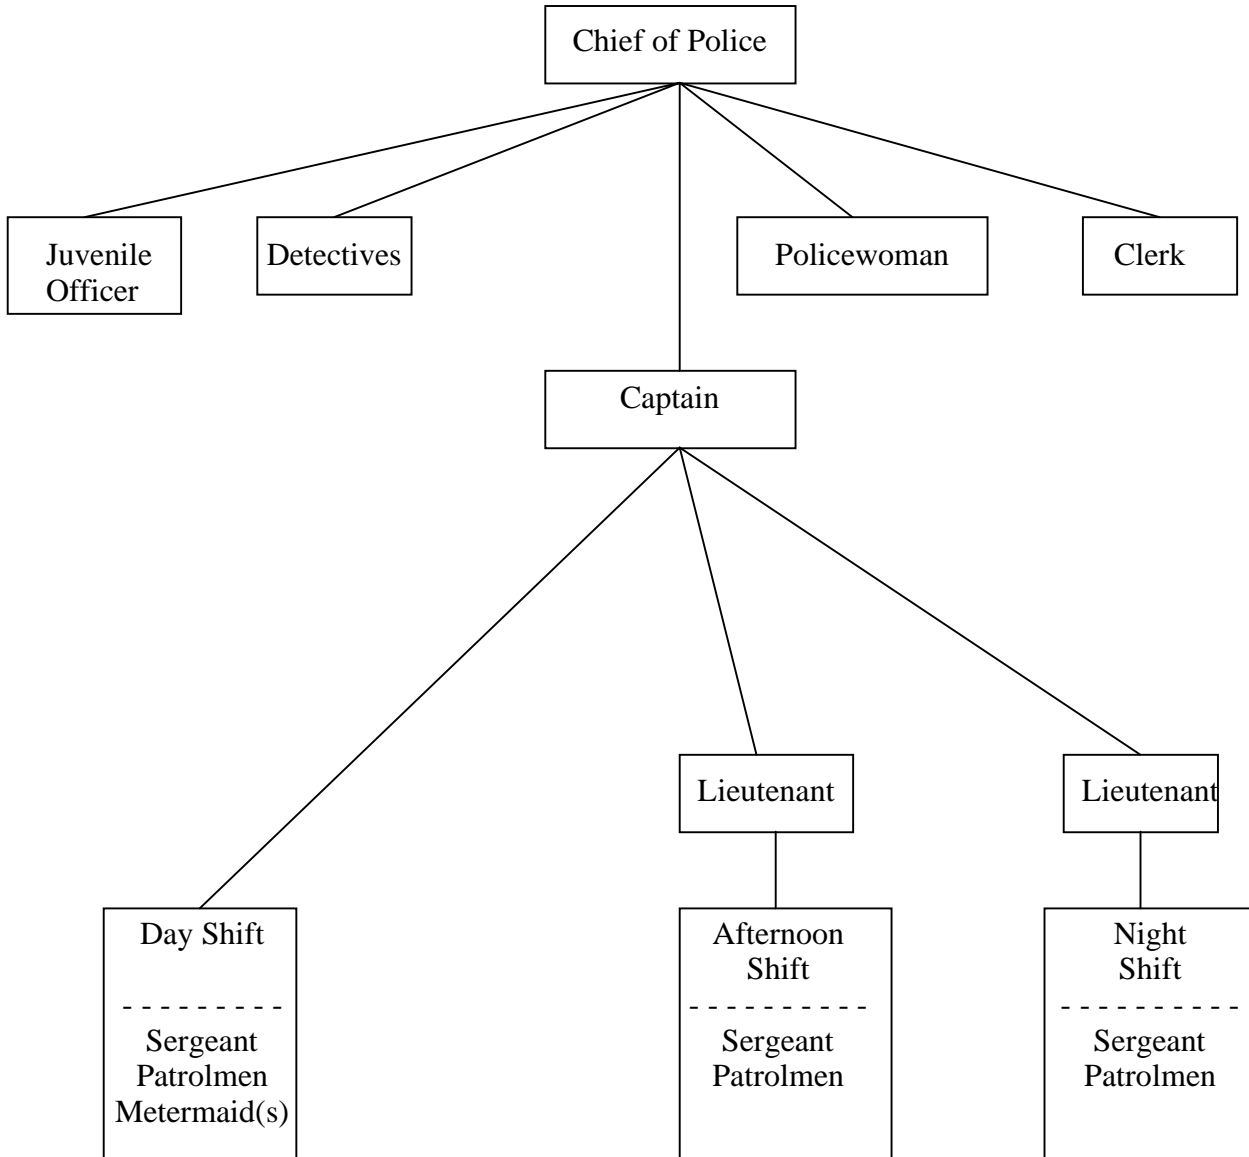 Chief of Police
Juvenile
Officer
Detectives
Policewoman
Clerk
Captain
Lieutenant
Lieutenant
Day Shift
- - - - - - - - -
Sergeant
Patrolmen
Metermaid(s)
Afternoon
Shift
- - - - - - - - - -
Sergeant
Patrolmen
Night
Shift
- - - - - - - - - -
Sergeant
Patrolmen